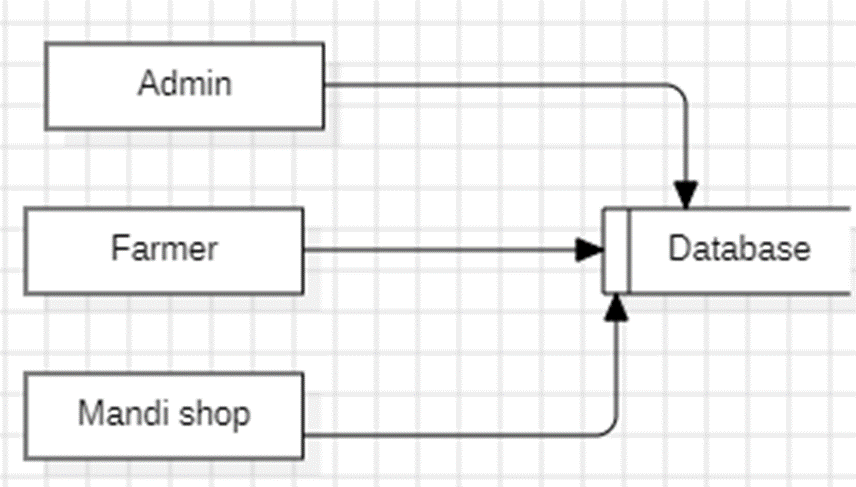 Admin
Farmer
Database
Mandi shop